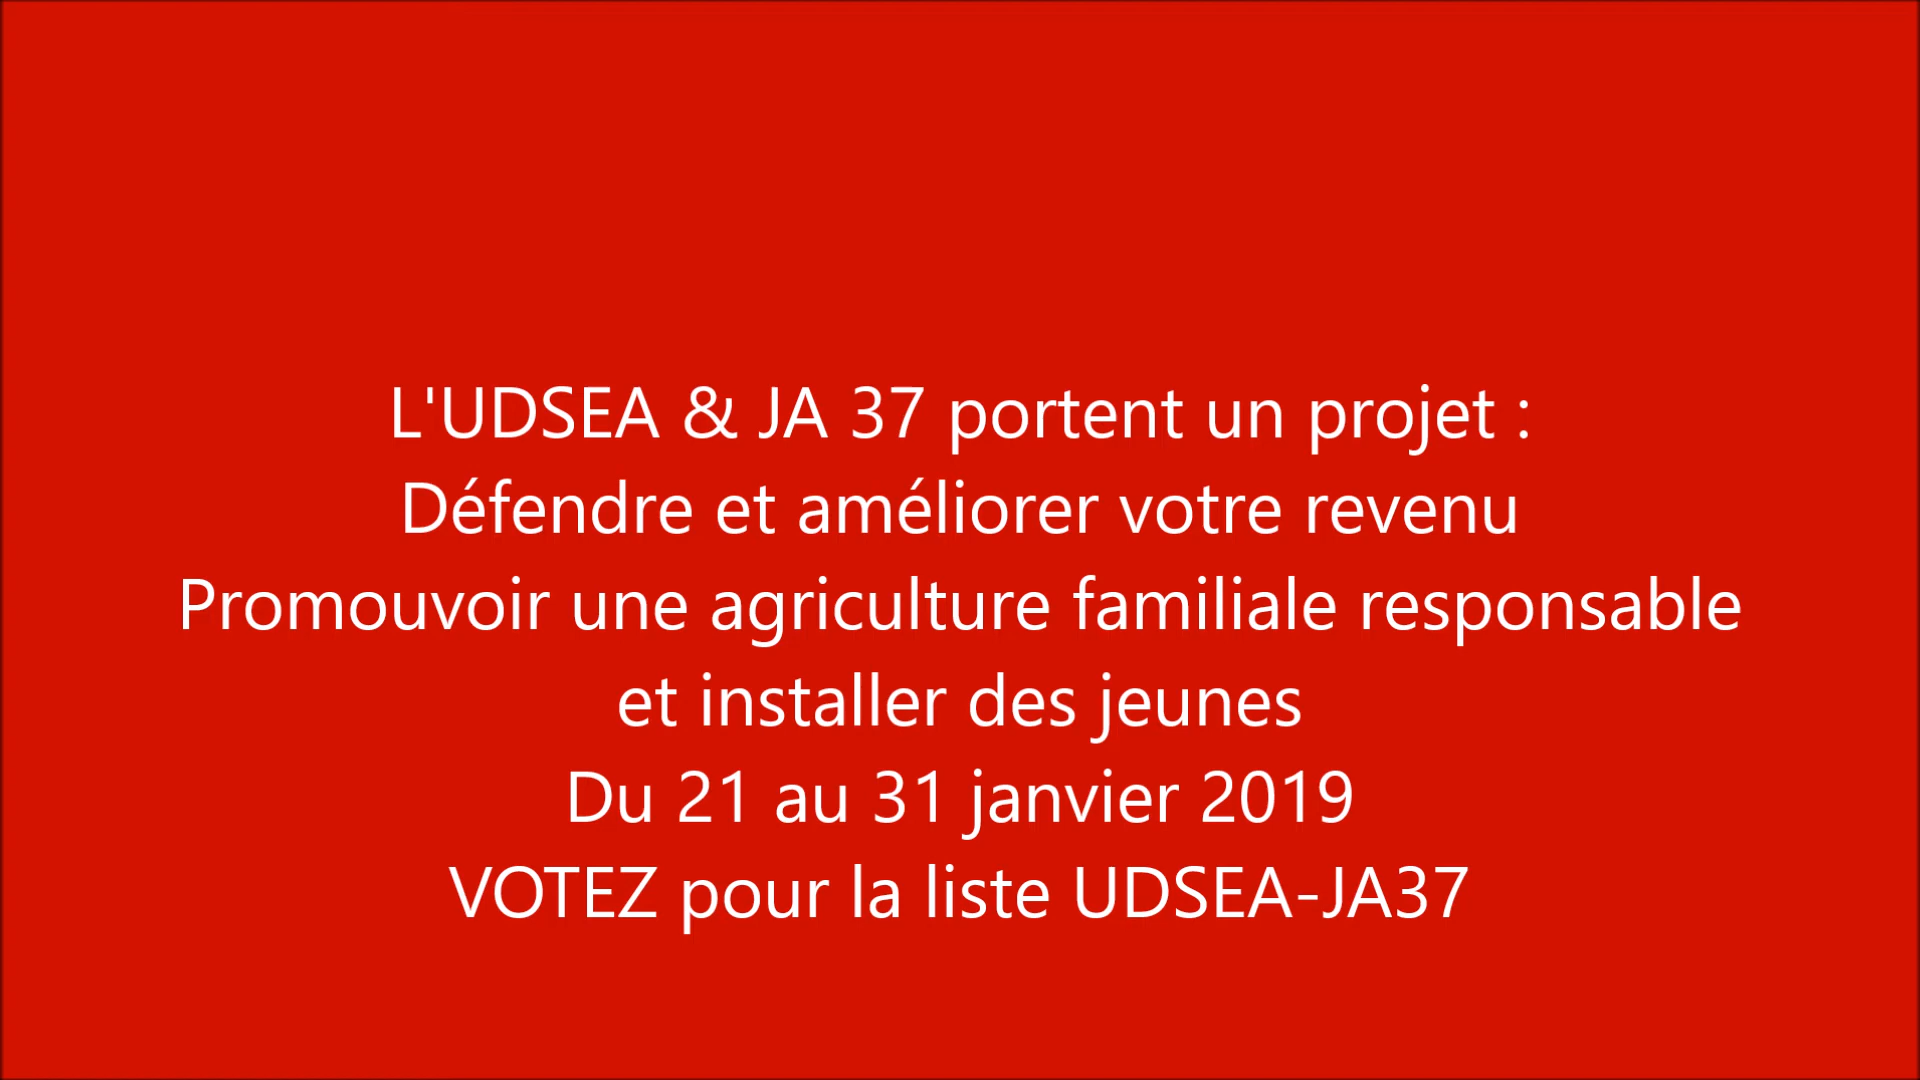 L'UDSEA & JA 37 portent un projet :
Défendre et améliorer votre revenu
Promouvoir une agriculture familiale responsable
et installer des jeunes
Du 21 au 31 janvier 2019
VOTEZ pour la liste UDSEA-JA37